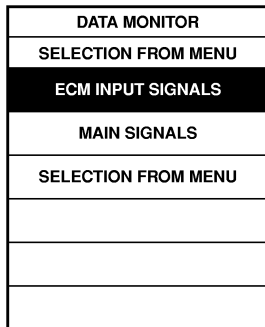 DATA MONITOR
SELECTION FROM MENU
ECM INPUT SIGNALS
MAIN SIGNALS
SELECTION FROM MENU